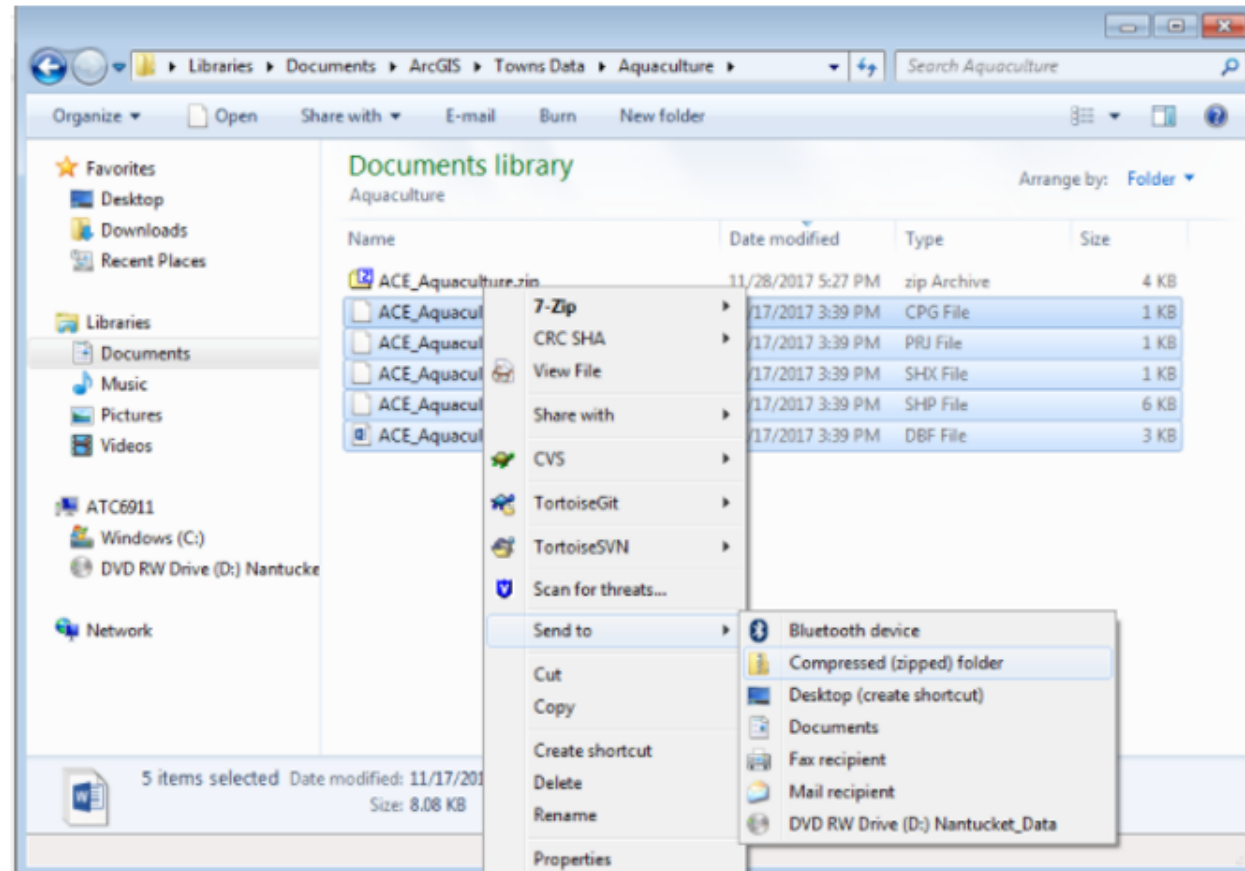 Libraries ▸ Documents ▸ ArcGIS ▸ Towns Data ▸ Aquaculture ▸
Search Aquaculture
Organize Open Share with E-mail Burn New folder
Favorites
Desktop
Downloads
Recent Places
Libraries
Documents
Music
Pictures
Videos
ATC6911
Windows (C:)
DVD RW Drive (D:) Nantucke
Network
Documents library
Aquaculture
Arrange by: Folder
Name Date modified Type Size
ACE_Aquaculture.zip 11/28/2017 5:27 PM zip Archive 4 KB
ACE_Aquacul /17/2017 3:39 PM CPG File 1 KB
ACE_Aquacul /17/2017 3:39 PM PRJ File 1 KB
ACE_Aquacul /17/2017 3:39 PM SHX File 1 KB
ACE_Aquacul /17/2017 3:39 PM SHP File 6 KB
ACE_Aquacul /17/2017 3:39 PM DBF File 3 KB
7-Zip
CRC SHA
View File
Share with
CVS
TortoiseGit
TortoiseSVN
Scan for threats...
Send to
Cut
Copy
Create shortcut
Delete
Rename
Properties
Bluetooth device
Compressed (zipped) folder
Desktop (create shortcut)
Documents
Fax recipient
Mail recipient
DVD RW Drive (D:) Nantucket_Data
5 items selected Date modified: 11/17/201
Size: 8.08 KB